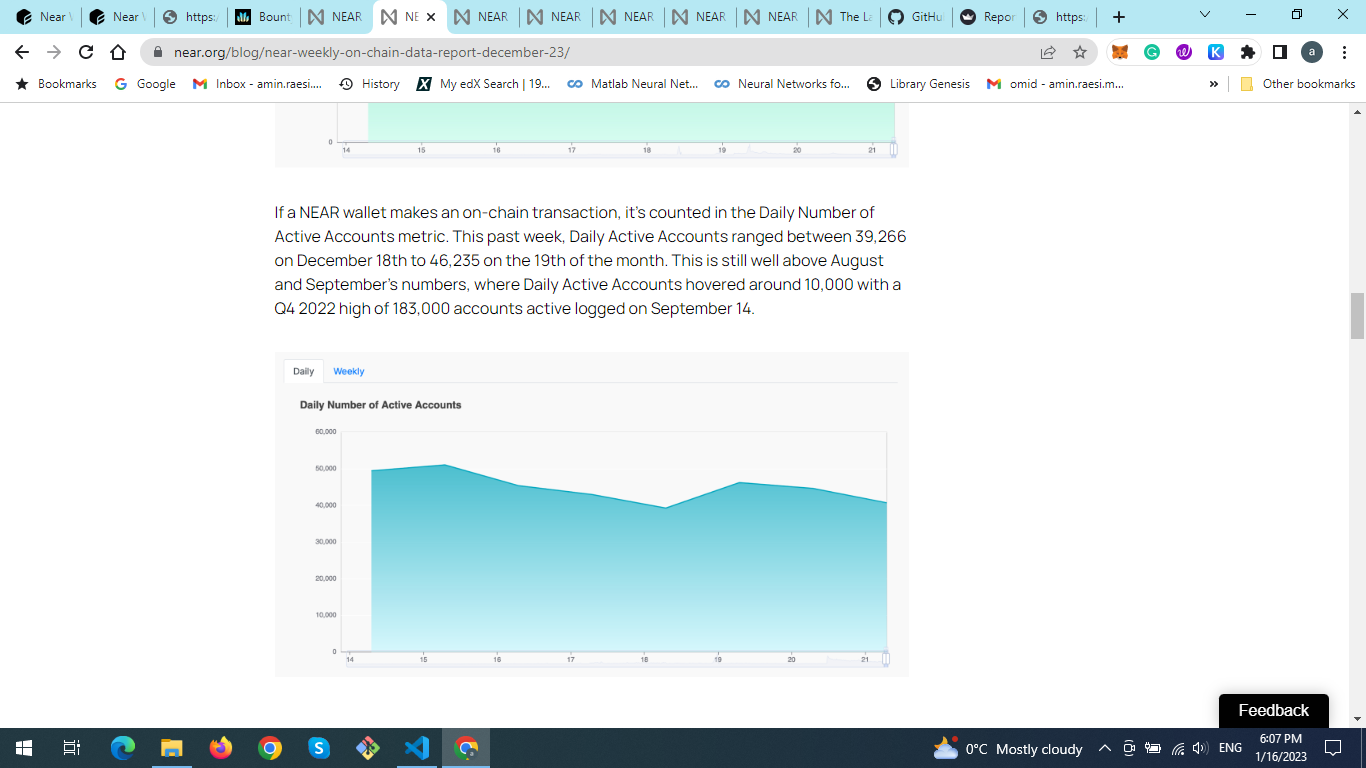 Near V
Near V
https:/
Bount
NEAR
NE
NEAR
NEAR
NEAR
NEAR
NEAR
The La
GitHu
Repor
https:
near.org/blog/near-weekly-on-chain-data-report-december-23/
a
Bookmarks
Google
Inbox - amin.raesi....
History
My edX Search | 19...
Matlab Neural Net...
Neural Networks fo...
Library Genesis
omid - amin.raesi.m...
»
Other bookmarks
0
14 15 16 17 18 19 20 21
If a NEAR wallet makes an on-chain transaction, it's counted in the Daily Number of
Active Accounts metric. This past week, Daily Active Accounts ranged between 39,266
on December 18th to 46,235 on the 19th of the month. This is still well above August
and September's numbers, where Daily Active Accounts hovered around 10,000 with a
Q4 2022 high of 183,000 accounts active logged on September 14.
Daily Weekly
Daily Number of Active Accounts
60,000
50,000
40,000
30,000
20,000
10,000
0
14 15 16 17 18 19 20 21
Feedback
0°C Mostly cloudy
ENG
6:07 PM
1/16/2023